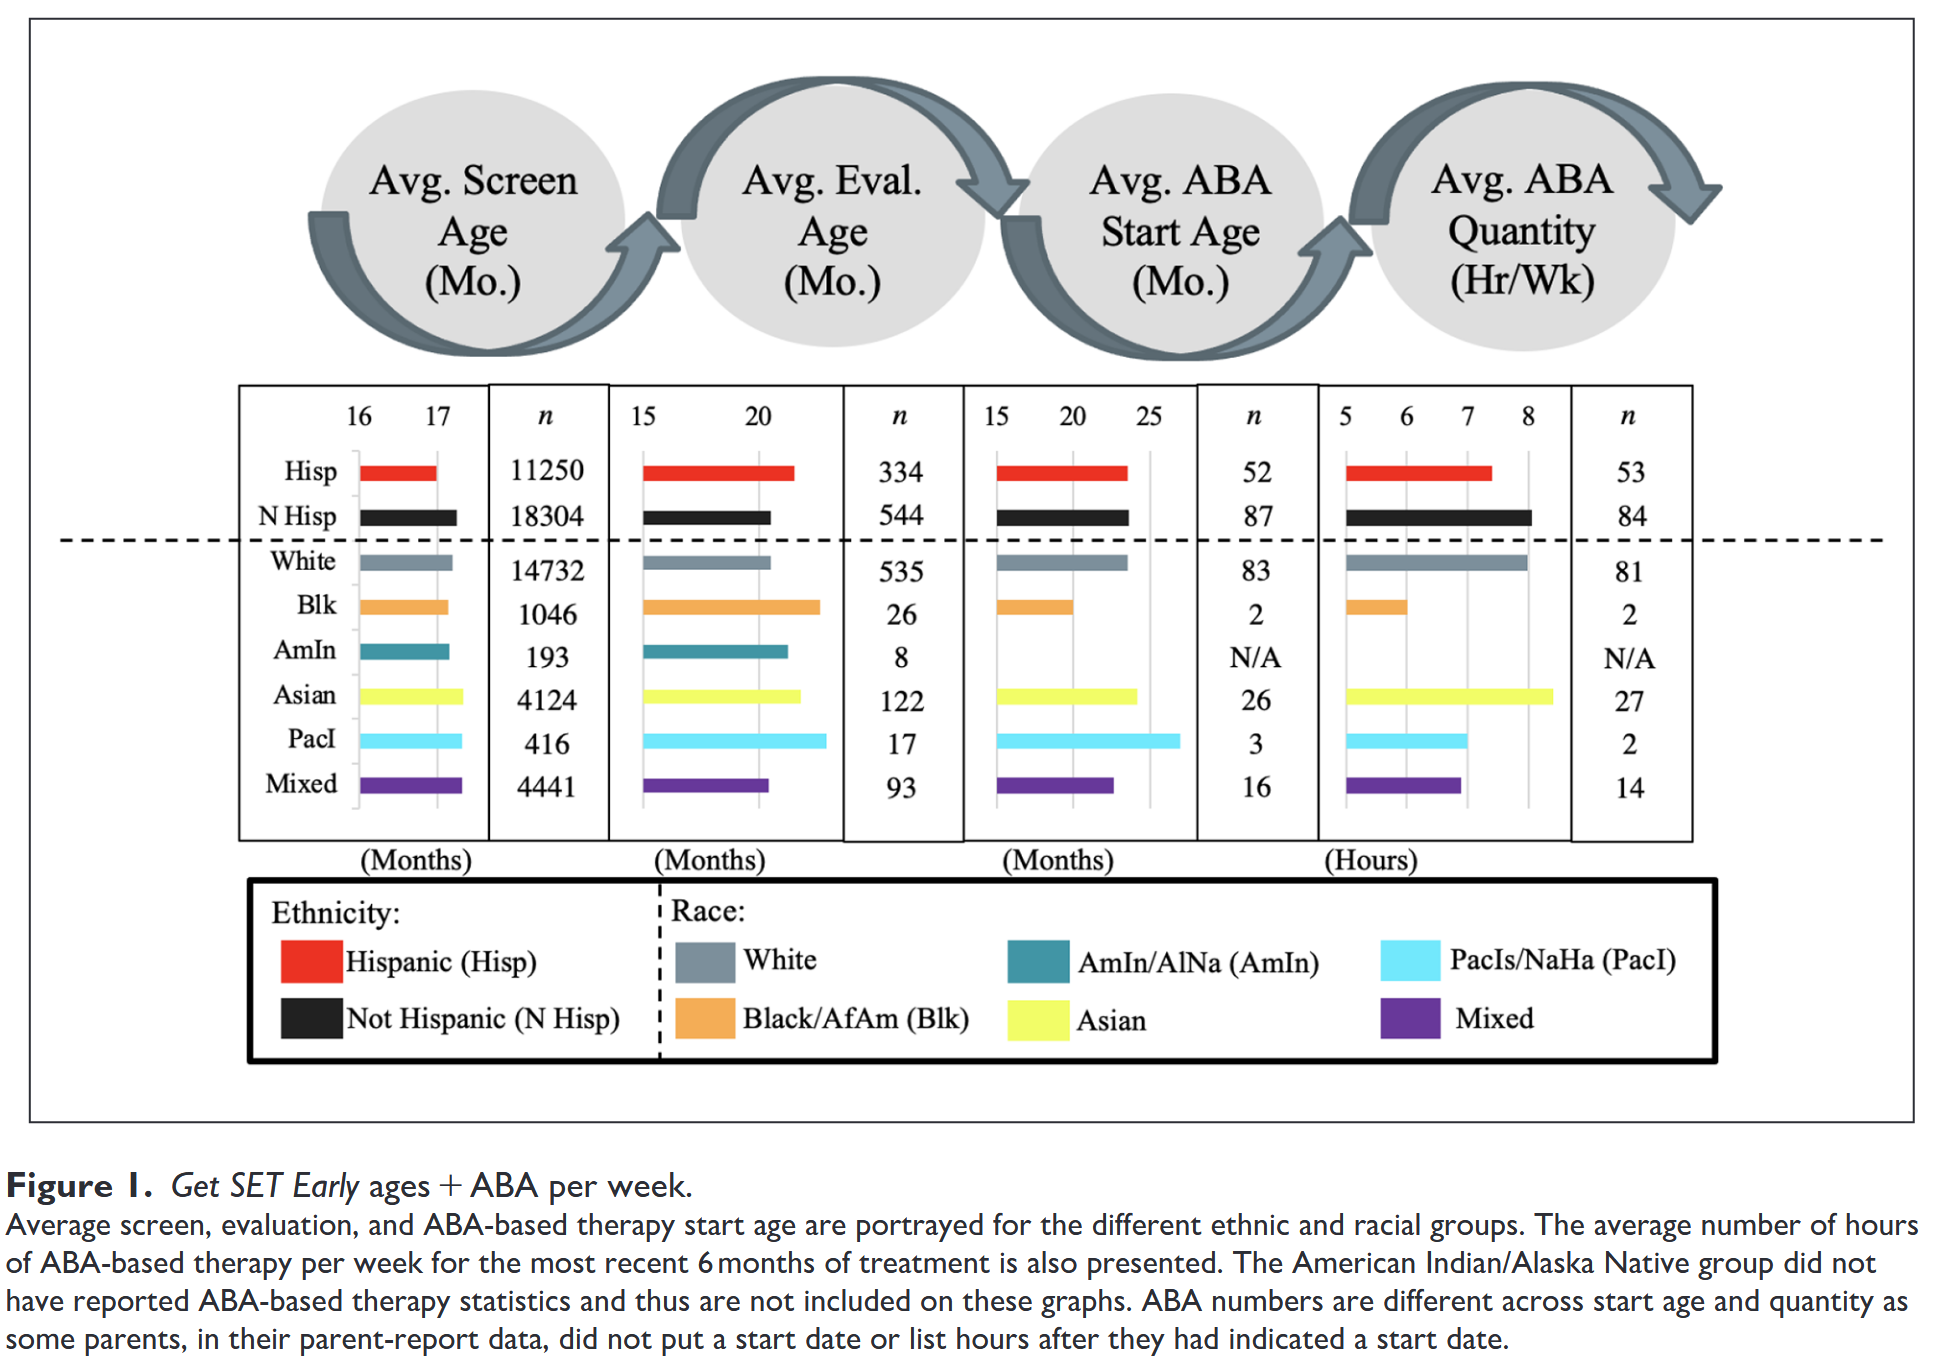 Avg. Screen
Age
(Mo.)
Avg. Eval.
Age
(Mo.)
Avg. ABA
Start Age
(Mo.)
Avg. ABA
Quantity
(Hr/Wk)
16 17 n 15 20 n 15 20 25 n 5 6 7 8 n
Hisp 11250 334 52 53
N Hisp 18304 544 87 84
White 14732 535 83 81
Blk 1046 26 2 2
AmIn 193 8 N/A N/A
Asian 4124 122 26 27
PacI 416 17 3 2
Mixed 4441 93 16 14
(Months) (Months) (Months) (Hours)
Ethnicity: Race:
Hispanic (Hisp) White AmIn/AlNa (AmIn) PacIs/NaHa (PacI)
Not Hispanic (N Hisp) Black/AfAm (Blk) Asian Mixed
Figure 1. Get SET Early ages + ABA per week.
Average screen, evaluation, and ABA-based therapy start age are portrayed for the different ethnic and racial groups. The average number of hours
of ABA-based therapy per week for the most recent 6 months of treatment is also presented. The American Indian/Alaska Native group did not
have reported ABA-based therapy statistics and thus are not included on these graphs. ABA numbers are different across start age and quantity as
some parents, in their parent-report data, did not put a start date or list hours after they had indicated a start date.